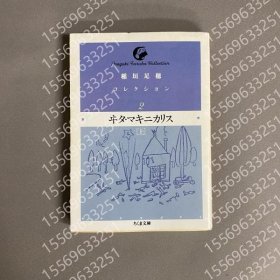 Inagaki Taruho Collection
稲垣足穂
コレクション
2
ヰタマキニカリス
上
ちくま文庫
15569633251